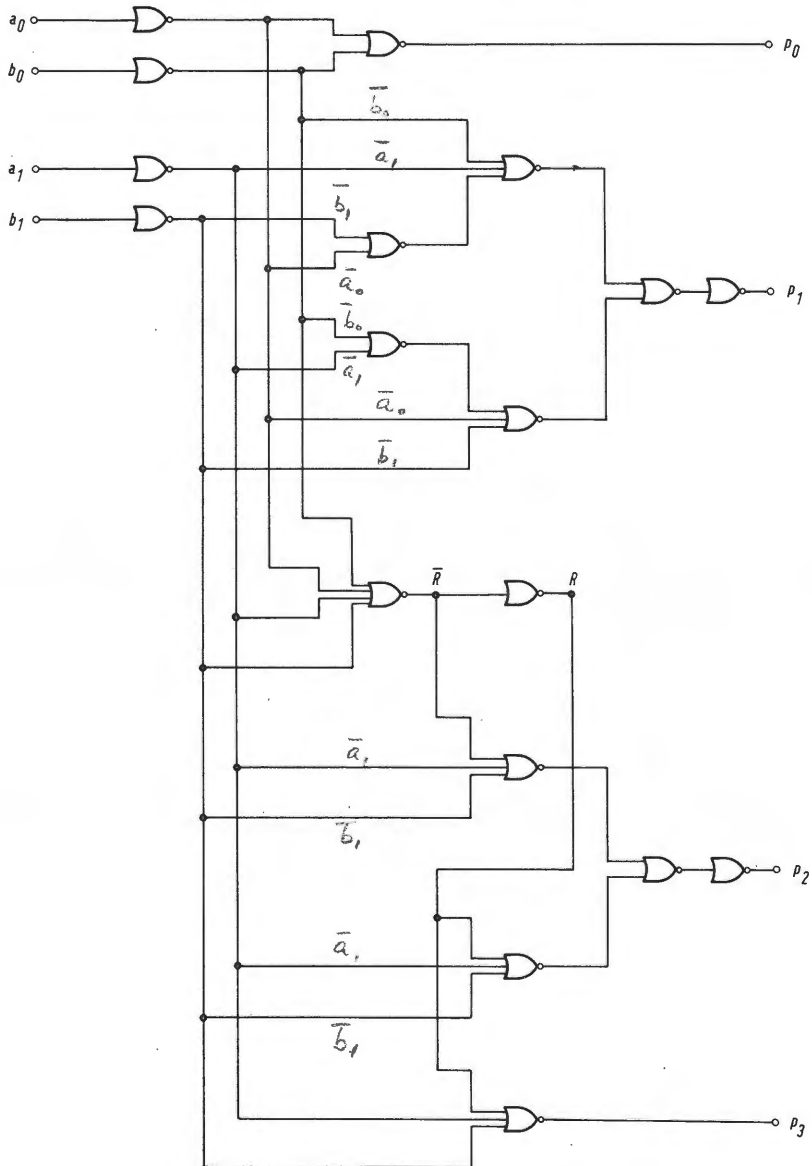 a₀
p₀
b₀
b̄₀
a₁
ā₁
b₁
b̄₁
ā₀
p₁
b̄₀
ā₁
ā₀
b̄₁
R̄
R
ā₁
b̄₁
p₂
ā₁
b̄₁
p₃